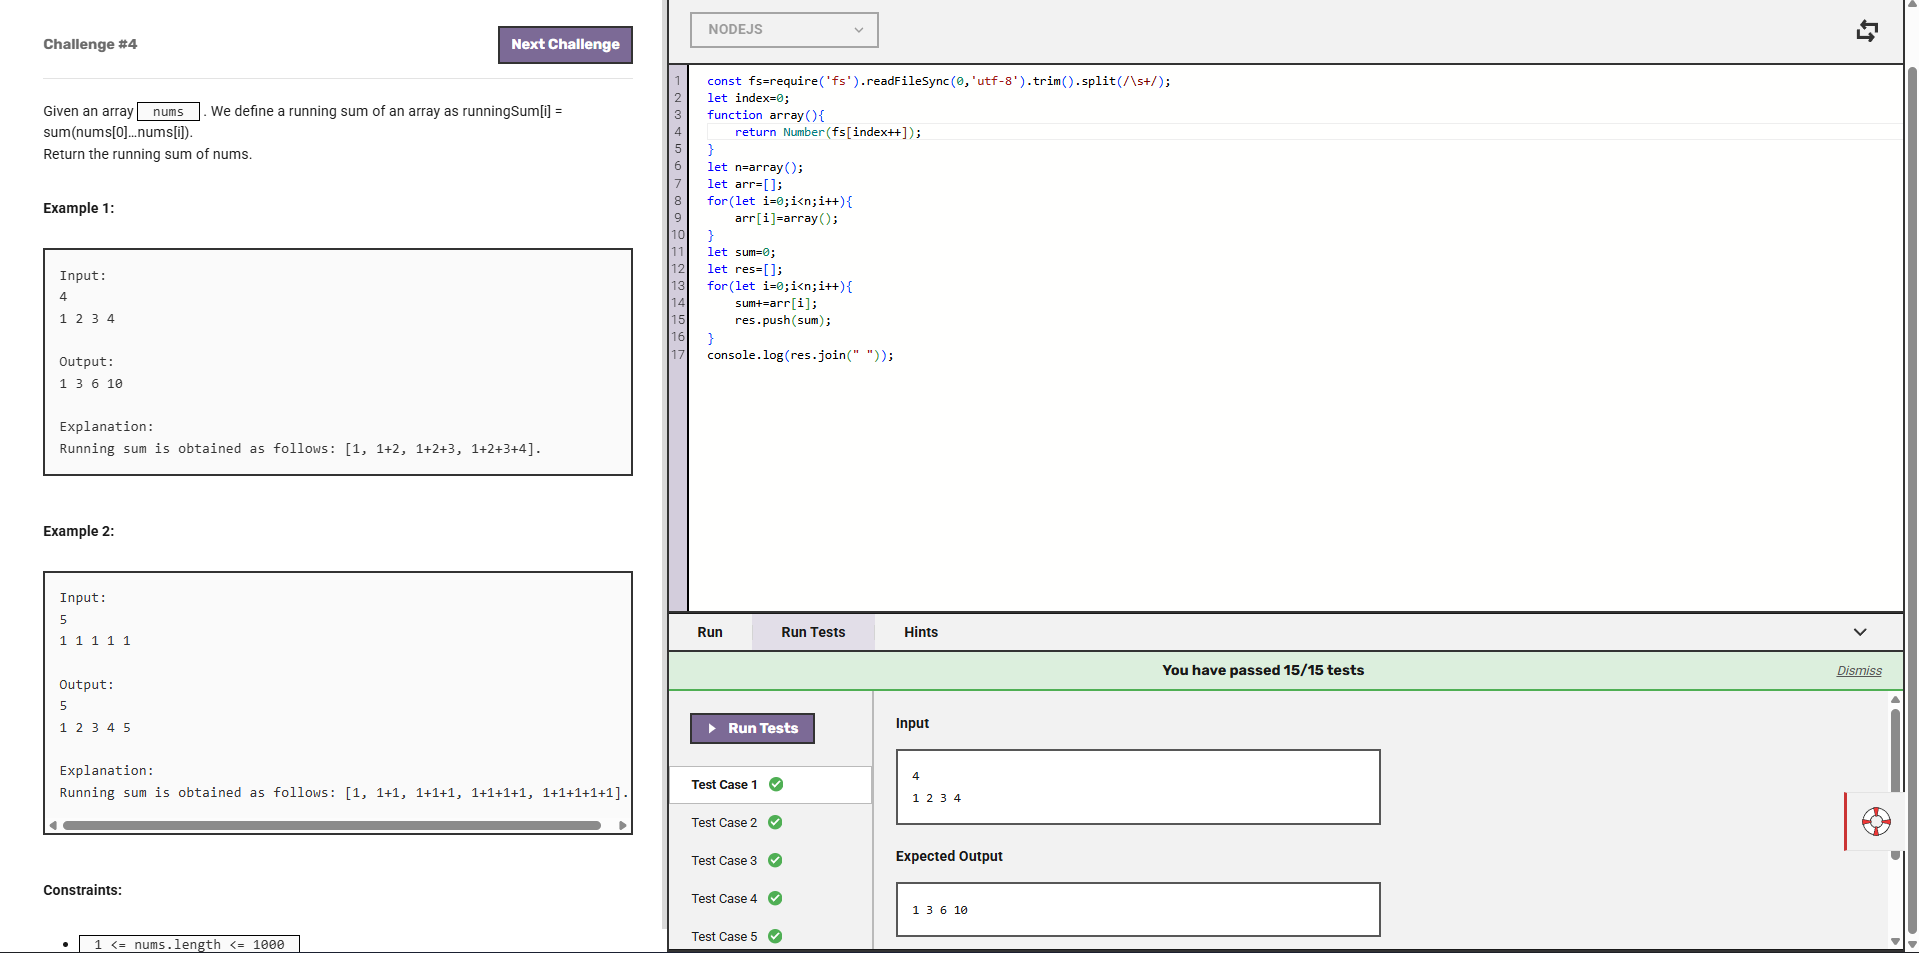 Challenge #4
Next Challenge
Given an array nums . We define a running sum of an array as runningSum[i] =
sum(nums[0]…nums[i]).
Return the running sum of nums.
Example 1:
Input:
4
1 2 3 4
Output:
1 3 6 10
Explanation:
Running sum is obtained as follows: [1, 1+2, 1+2+3, 1+2+3+4].
Example 2:
Input:
5
1 1 1 1 1
Output:
5
1 2 3 4 5
Explanation:
Running sum is obtained as follows: [1, 1+1, 1+1+1, 1+1+1+1, 1+1+1+1+1].
Constraints:
1 <= nums.length <= 1000
NODEJS
1 const fs=require('fs').readFileSync(0,'utf-8').trim().split(/\s+/);
2 let index=0;
3 function array(){
4 return Number(fs[index++]);
5 }
6 let n=array();
7 let arr=[];
8 for(let i=0;i<n;i++){
9 arr[i]=array();
10 }
11 let sum=0;
12 let res=[];
13 for(let i=0;i<n;i++){
14 sum+=arr[i];
15 res.push(sum);
16 }
17 console.log(res.join(" "));
Run Run Tests Hints
You have passed 15/15 tests Dismiss
Run Tests
Test Case 1
Test Case 2
Test Case 3
Test Case 4
Test Case 5
Input
4
1 2 3 4
Expected Output
1 3 6 10